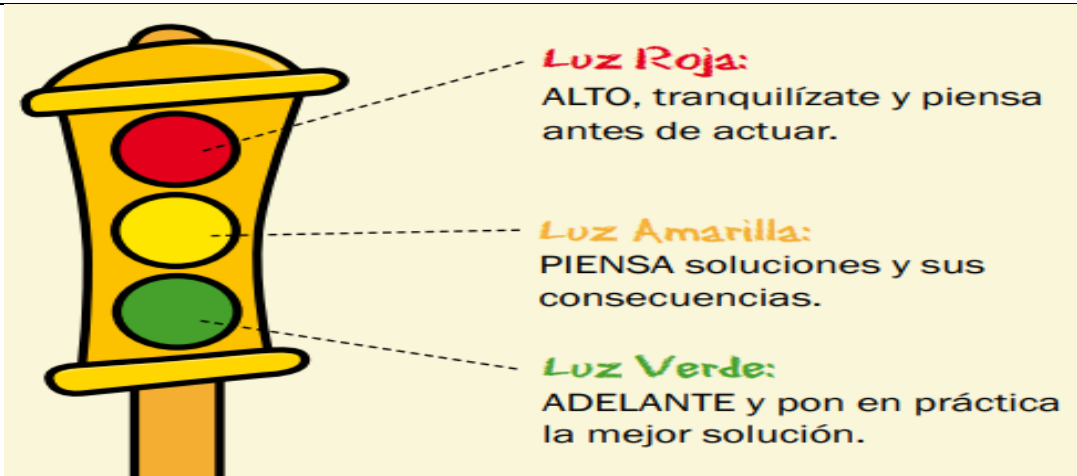 Luz Roja:
ALTO, tranquilízate y piensa
antes de actuar.
Luz Amarilla:
PIENSA soluciones y sus
consecuencias.
Luz Verde:
ADELANTE y pon en práctica
la mejor solución.